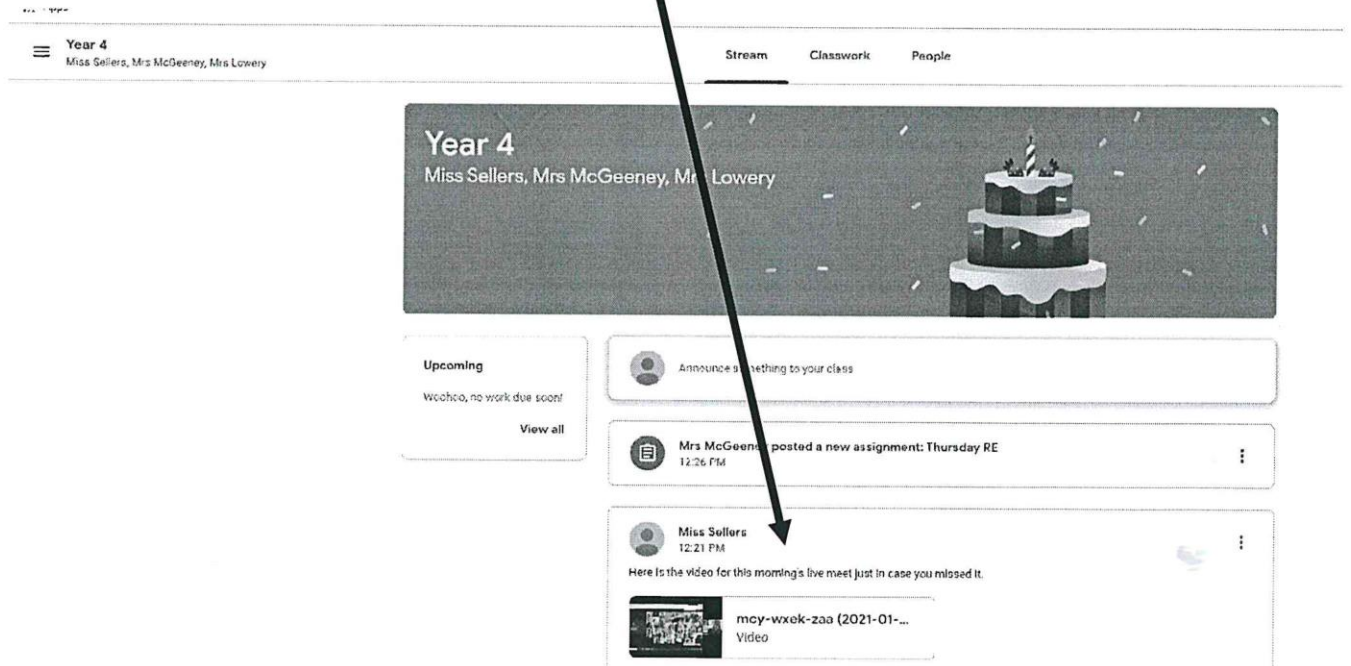 Year 4
Miss Sellers, Mrs McGeeney, Mrs Lowery
Stream Classwork People
Year 4
Miss Sellers, Mrs McGeeney, Mrs Lowery
Upcoming
Woohoo, no work due soon!
View all
Announce something to your class
Mrs McGeeney posted a new assignment: Thursday RE
12:26 PM
Miss Sellers
12:21 PM
Here is the video for this morning's live meet just in case you missed it.
mcy-wxek-zaa (2021-01-...
Video